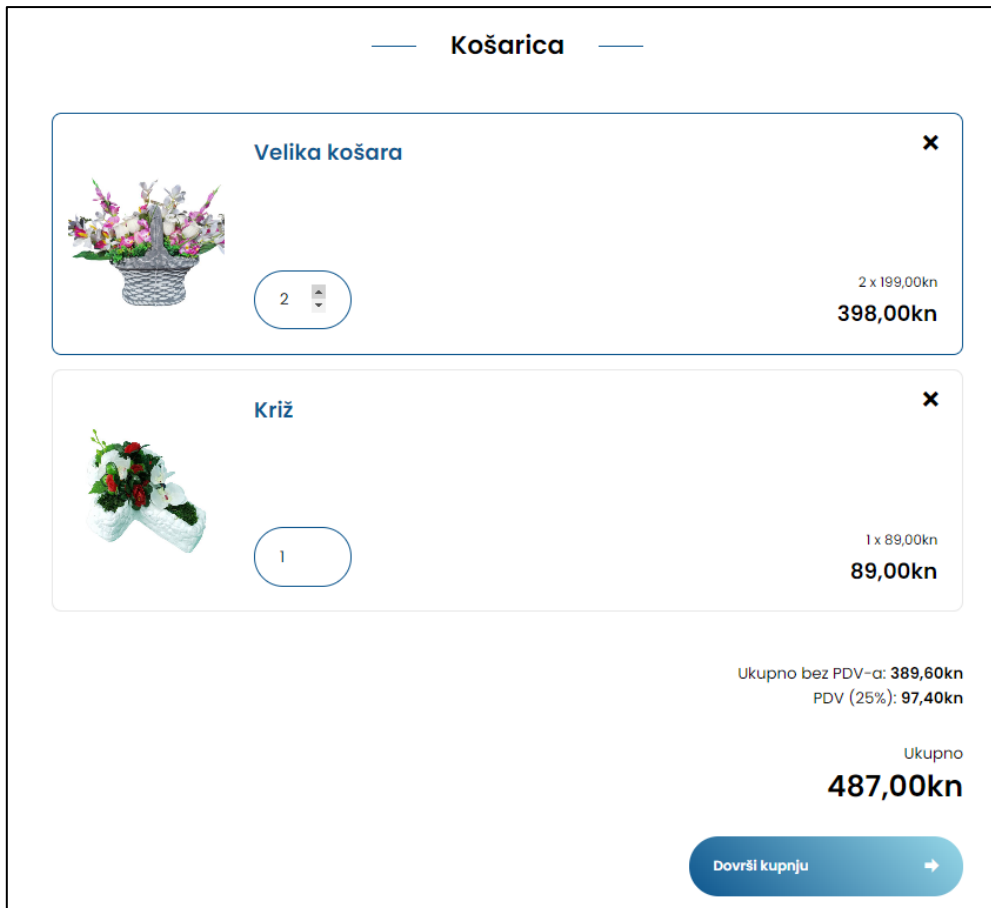 Košarica
Velika košara
2
2 x 199,00kn
398,00kn
Križ
1
1 x 89,00kn
89,00kn
Ukupno bez PDV-a: 389,60kn
PDV (25%): 97,40kn
Ukupno
487,00kn
Dovrši kupnju